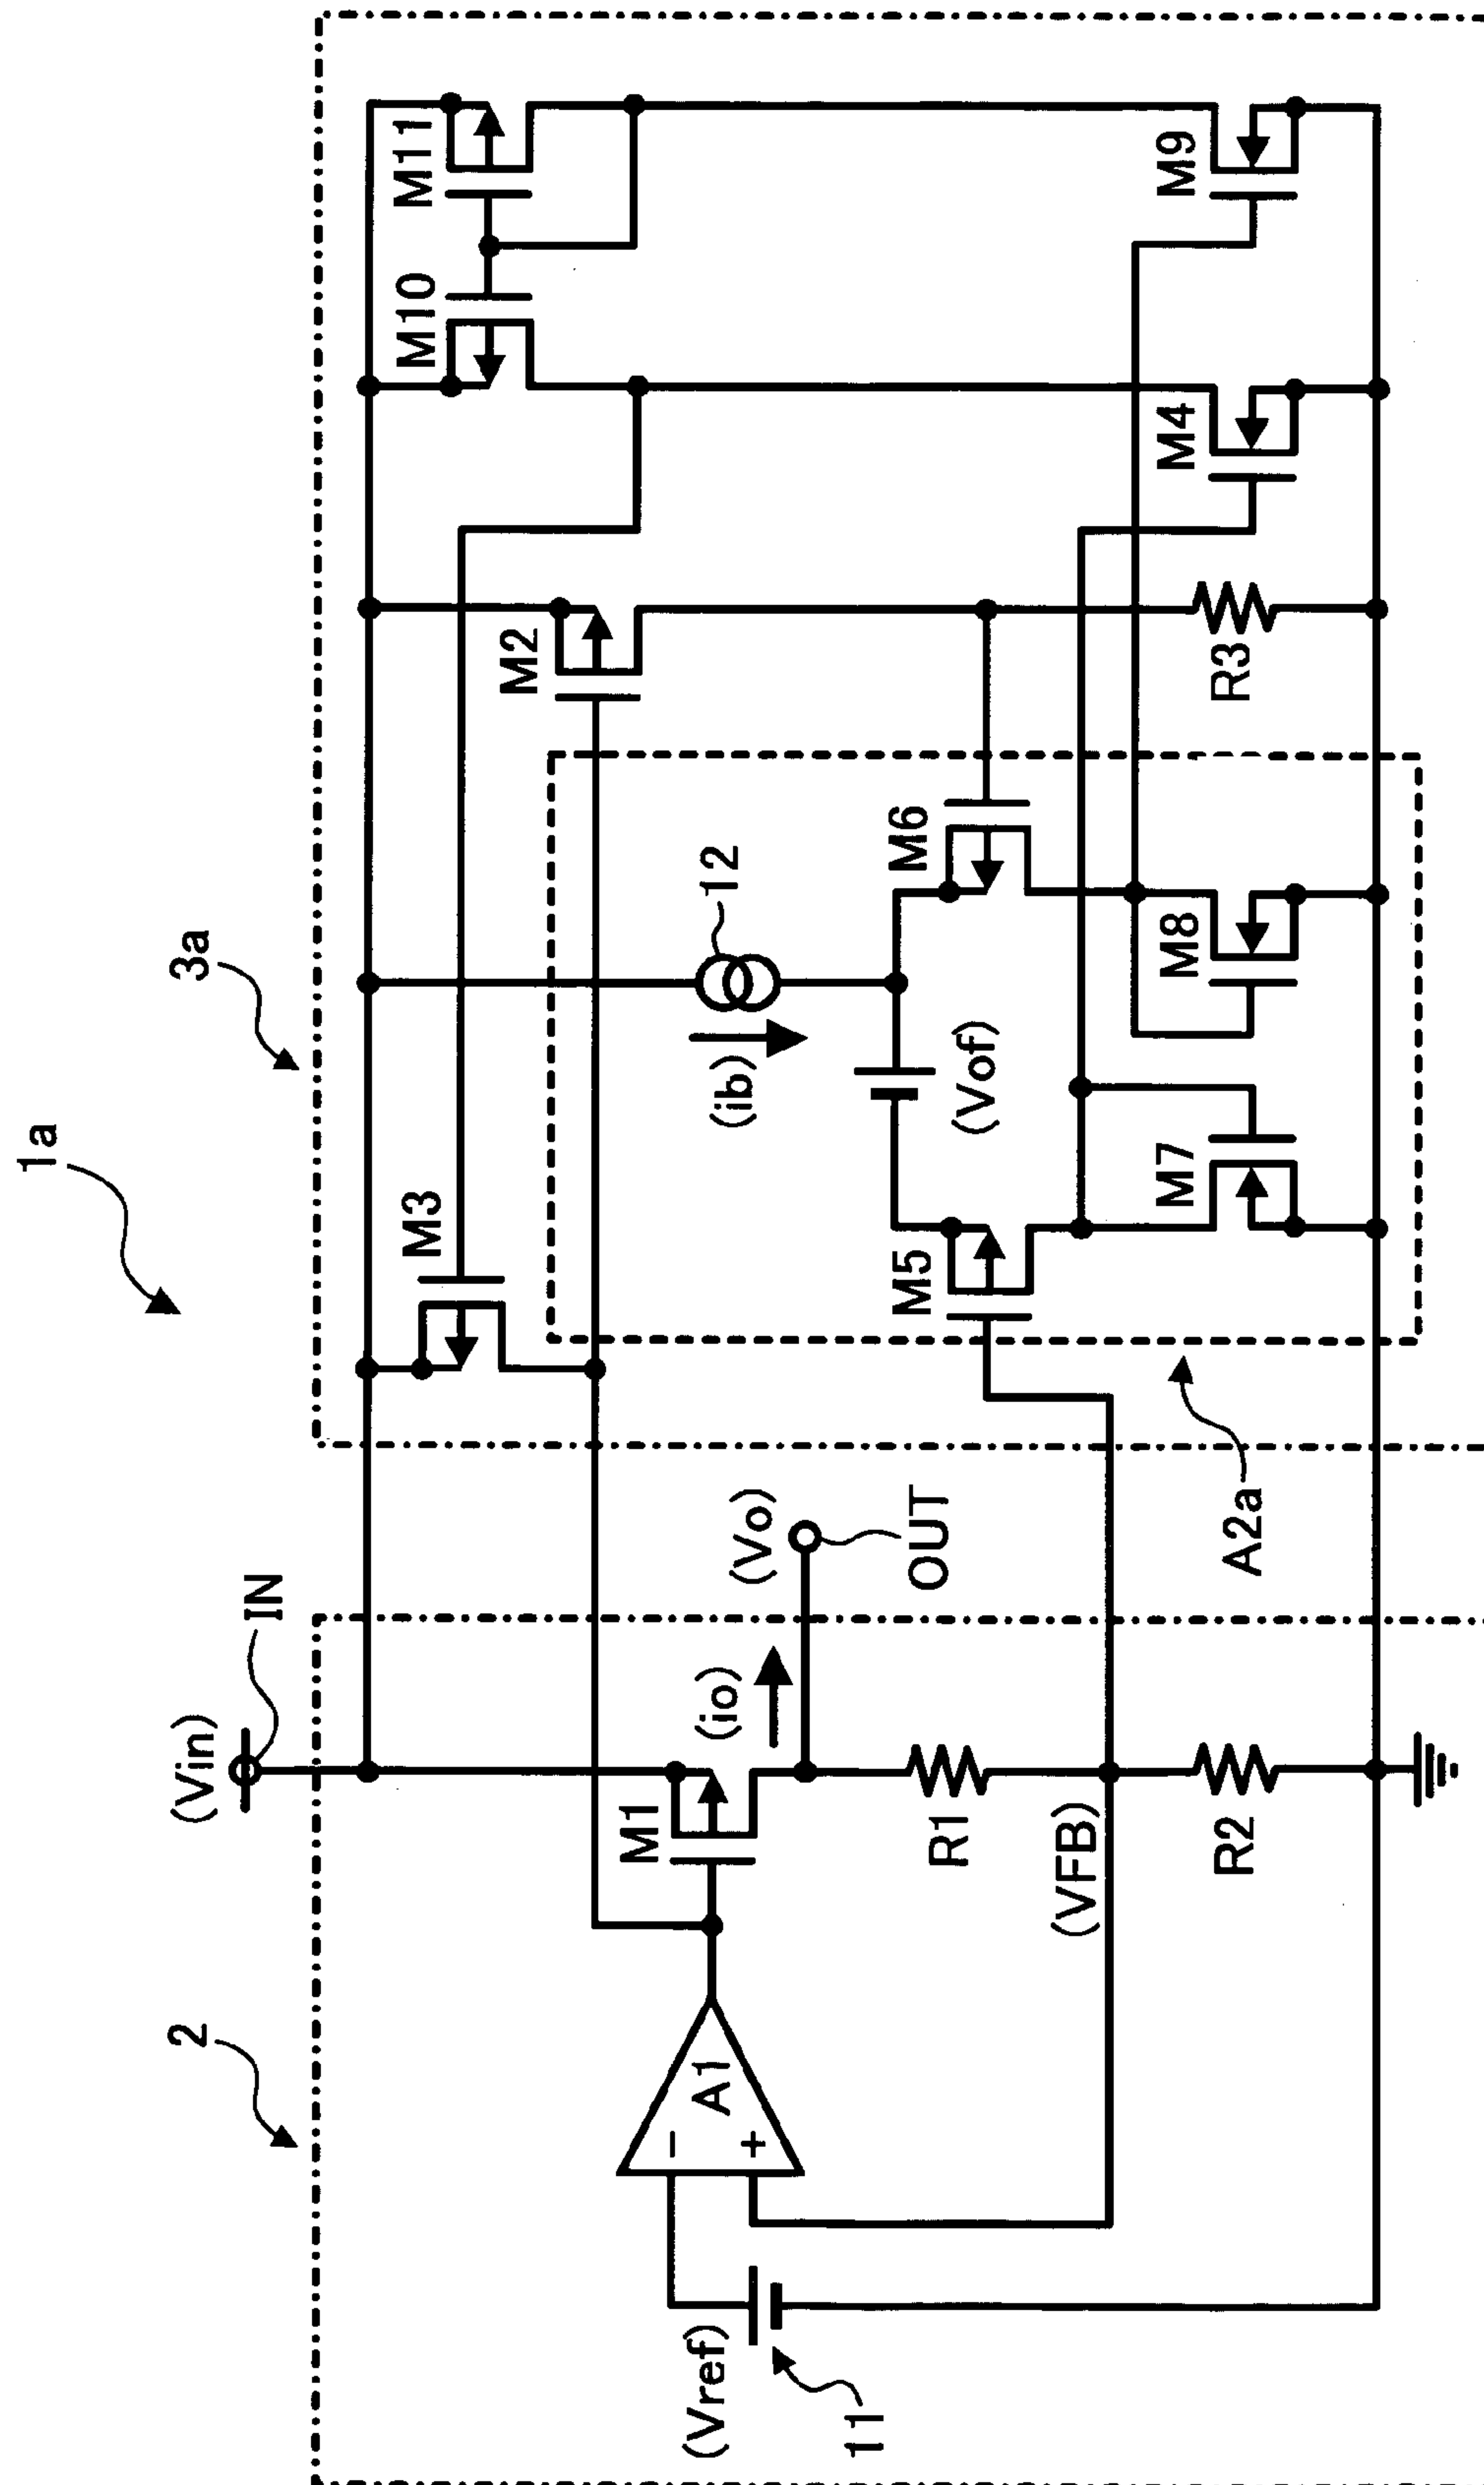 1a
2
3a
(Vin)
IN
M3
M10
M11
M2
M1
A1
-
+
(Vref)
11
(io)
(Vo)
OUT
(ib)
12
(Vof)
M5
M6
R1
(VFB)
R2
A2a
M7
M8
R3
M4
M9